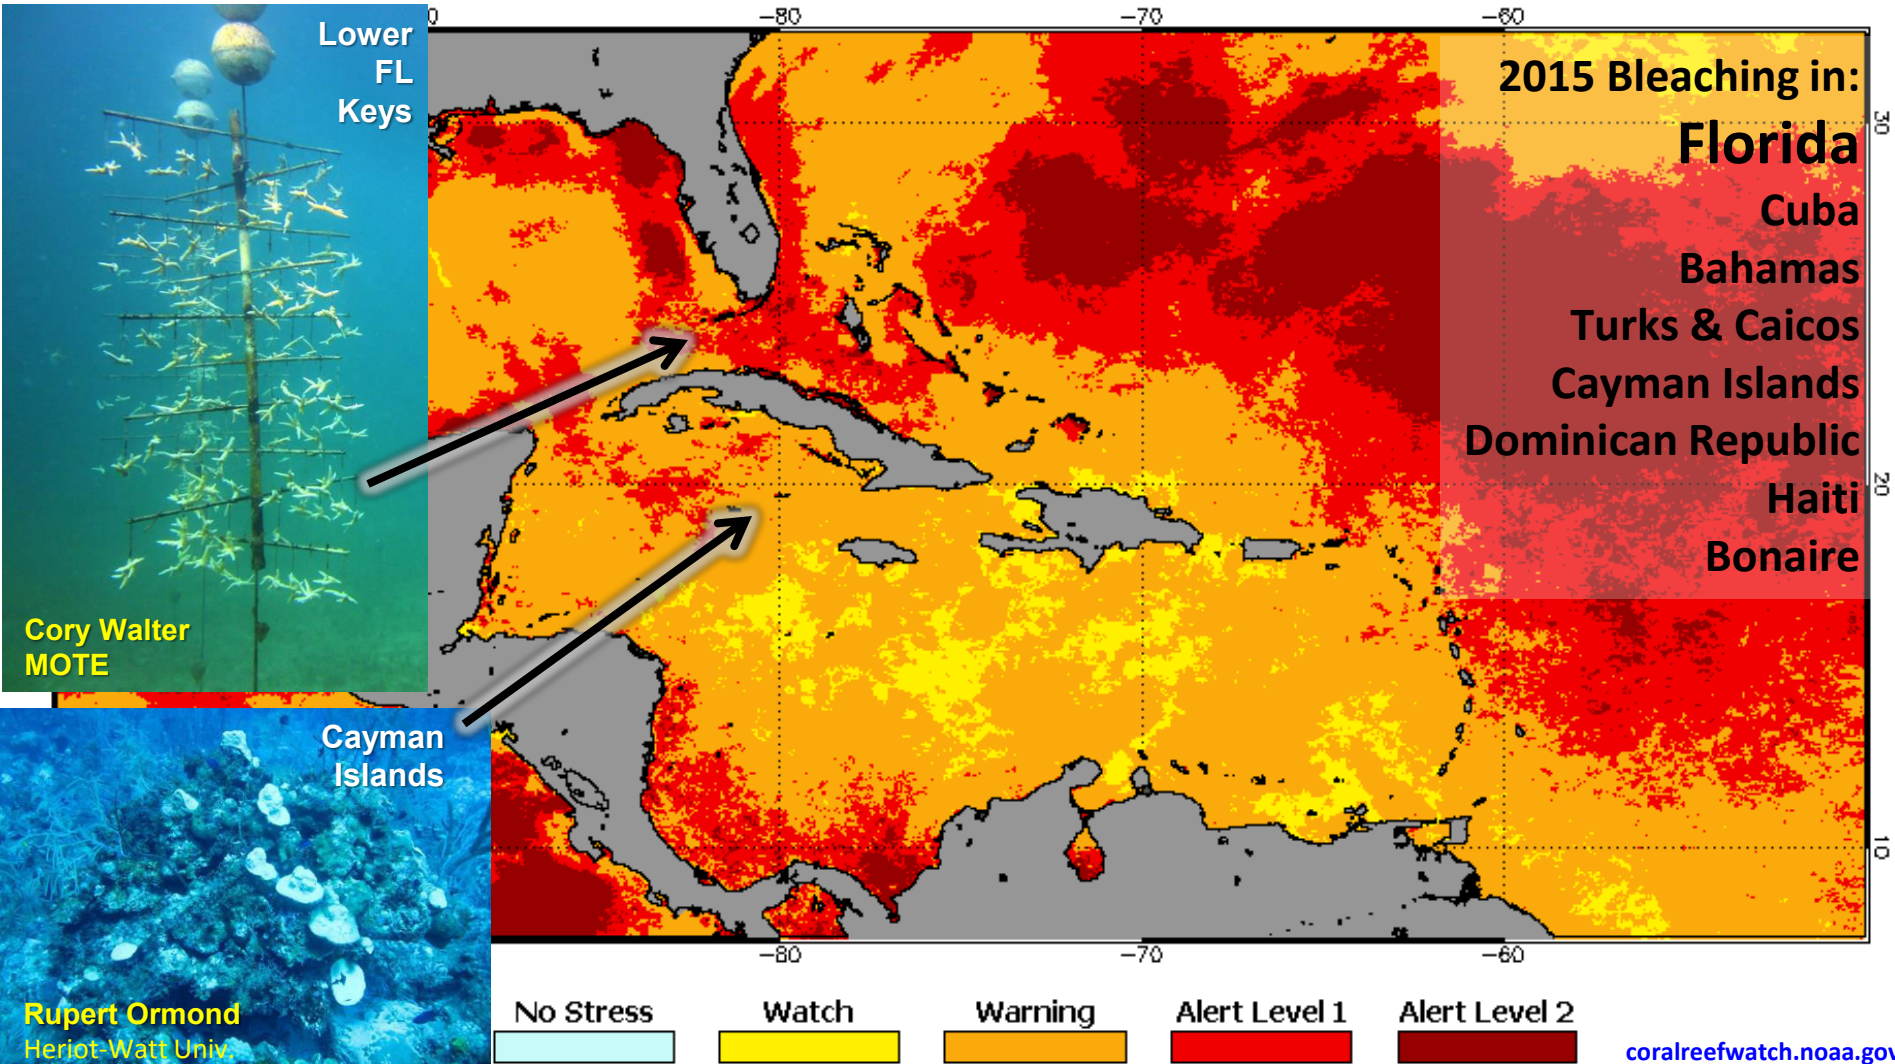 Lower
FL
Keys
Cory Walter
MOTE
Cayman
Islands
Rupert Ormond
Heriot-Watt Univ.
0
−80
−70
−60
2015 Bleaching in:
Florida
Cuba
Bahamas
Turks & Caicos
Cayman Islands
Dominican Republic
Haiti
Bonaire
30
20
10
−80
−70
−60
No Stress
Watch
Warning
Alert Level 1
Alert Level 2
coralreefwatch.noaa.gov